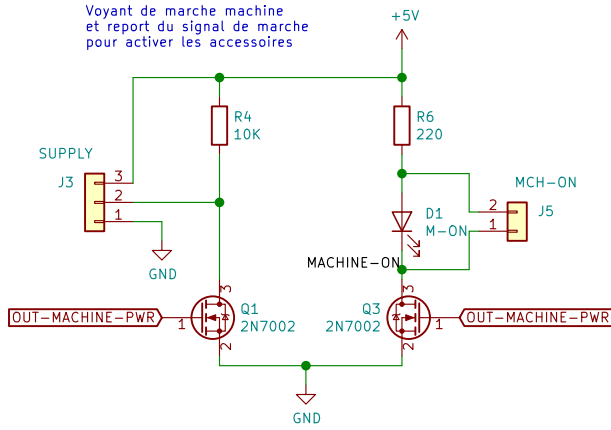 Voyant de marche machine
et report du signal de marche
pour activer les accessoires
+5V
R4
10K
R6
220
SUPPLY
J3
3
2
1
GND
MCH-ON
J5
2
1
D1
M-ON
MACHINE-ON
OUT-MACHINE-PWR
1
3
2
Q1
2N7002
Q3
2N7002
3
2
1
OUT-MACHINE-PWR
GND